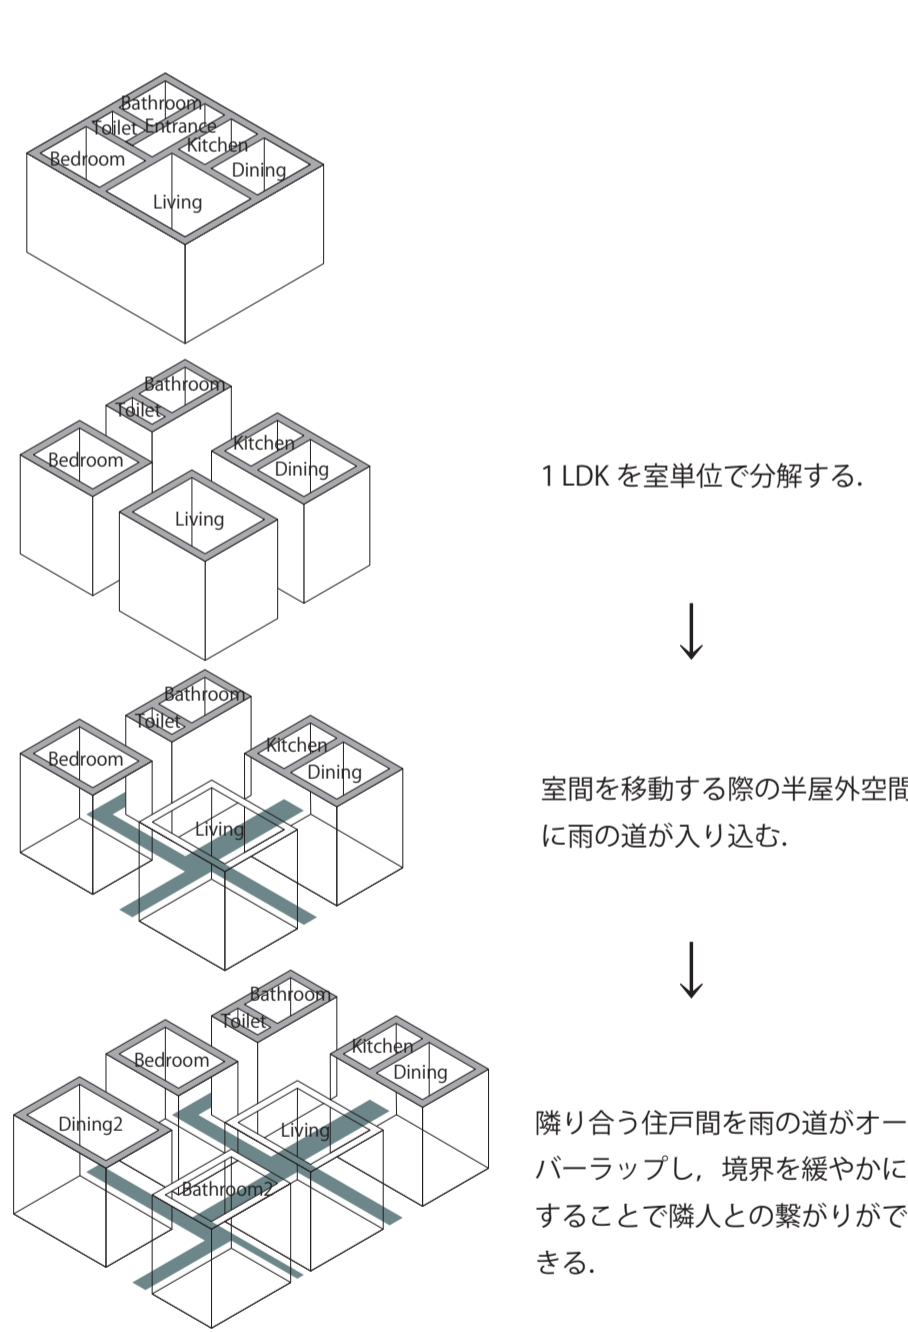 Bathroom
Toilet
Entrance
Kitchen
Bedroom
Dining
Living
Bathroom
Toilet
Kitchen
Bedroom
Dining
Living
1 LDK を室単位で分解する.
↓
Bathroom
Toilet
Kitchen
Bedroom
Dining
Living
室間を移動する際の半屋外空間
に雨の道が入り込む.
↓
Bathroom
Toilet
Kitchen
Bedroom
Dining
Dining2
Living
Bathroom2
隣り合う住戸間を雨の道がオー
バーラップし，境界を緩やかに
することで隣人との繋がりがで
きる.